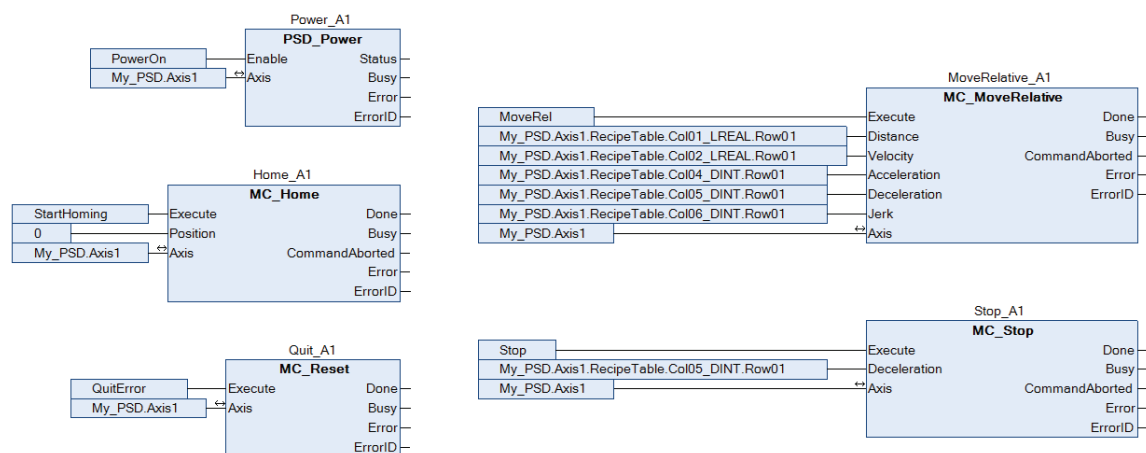 Power_A1
PSD_Power
PowerOn Enable Status
My_PSD.Axis1 Axis Busy
Error
ErrorID
Home_A1
MC_Home
StartHoming Execute Done
0 Position Busy
My_PSD.Axis1 Axis CommandAborted
Error
ErrorID
Quit_A1
MC_Reset
QuitError Execute Done
My_PSD.Axis1 Axis Busy
Error
ErrorID
MoveRelative_A1
MC_MoveRelative
MoveRel Execute Done
My_PSD.Axis1.RecipeTable.Col01_LREAL.Row01 Distance Busy
My_PSD.Axis1.RecipeTable.Col02_LREAL.Row01 Velocity CommandAborted
My_PSD.Axis1.RecipeTable.Col04_DINT.Row01 Acceleration Error
My_PSD.Axis1.RecipeTable.Col05_DINT.Row01 Deceleration ErrorID
My_PSD.Axis1.RecipeTable.Col06_DINT.Row01 Jerk
My_PSD.Axis1 Axis
Stop_A1
MC_Stop
Stop Execute Done
My_PSD.Axis1.RecipeTable.Col05_DINT.Row01 Deceleration Busy
My_PSD.Axis1 Axis CommandAborted
Error
ErrorID